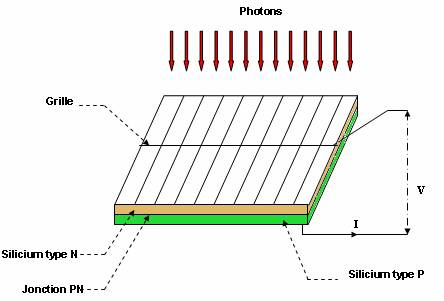 Photons
Grille
V
I
Silicium type N
Silicium type P
Jonction PN